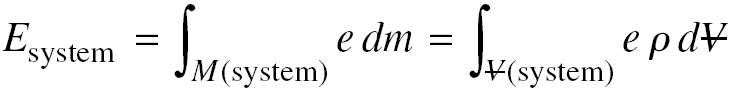 E_system = ∫_M(system) e dm = ∫_V̶(system) e ρ dV̶